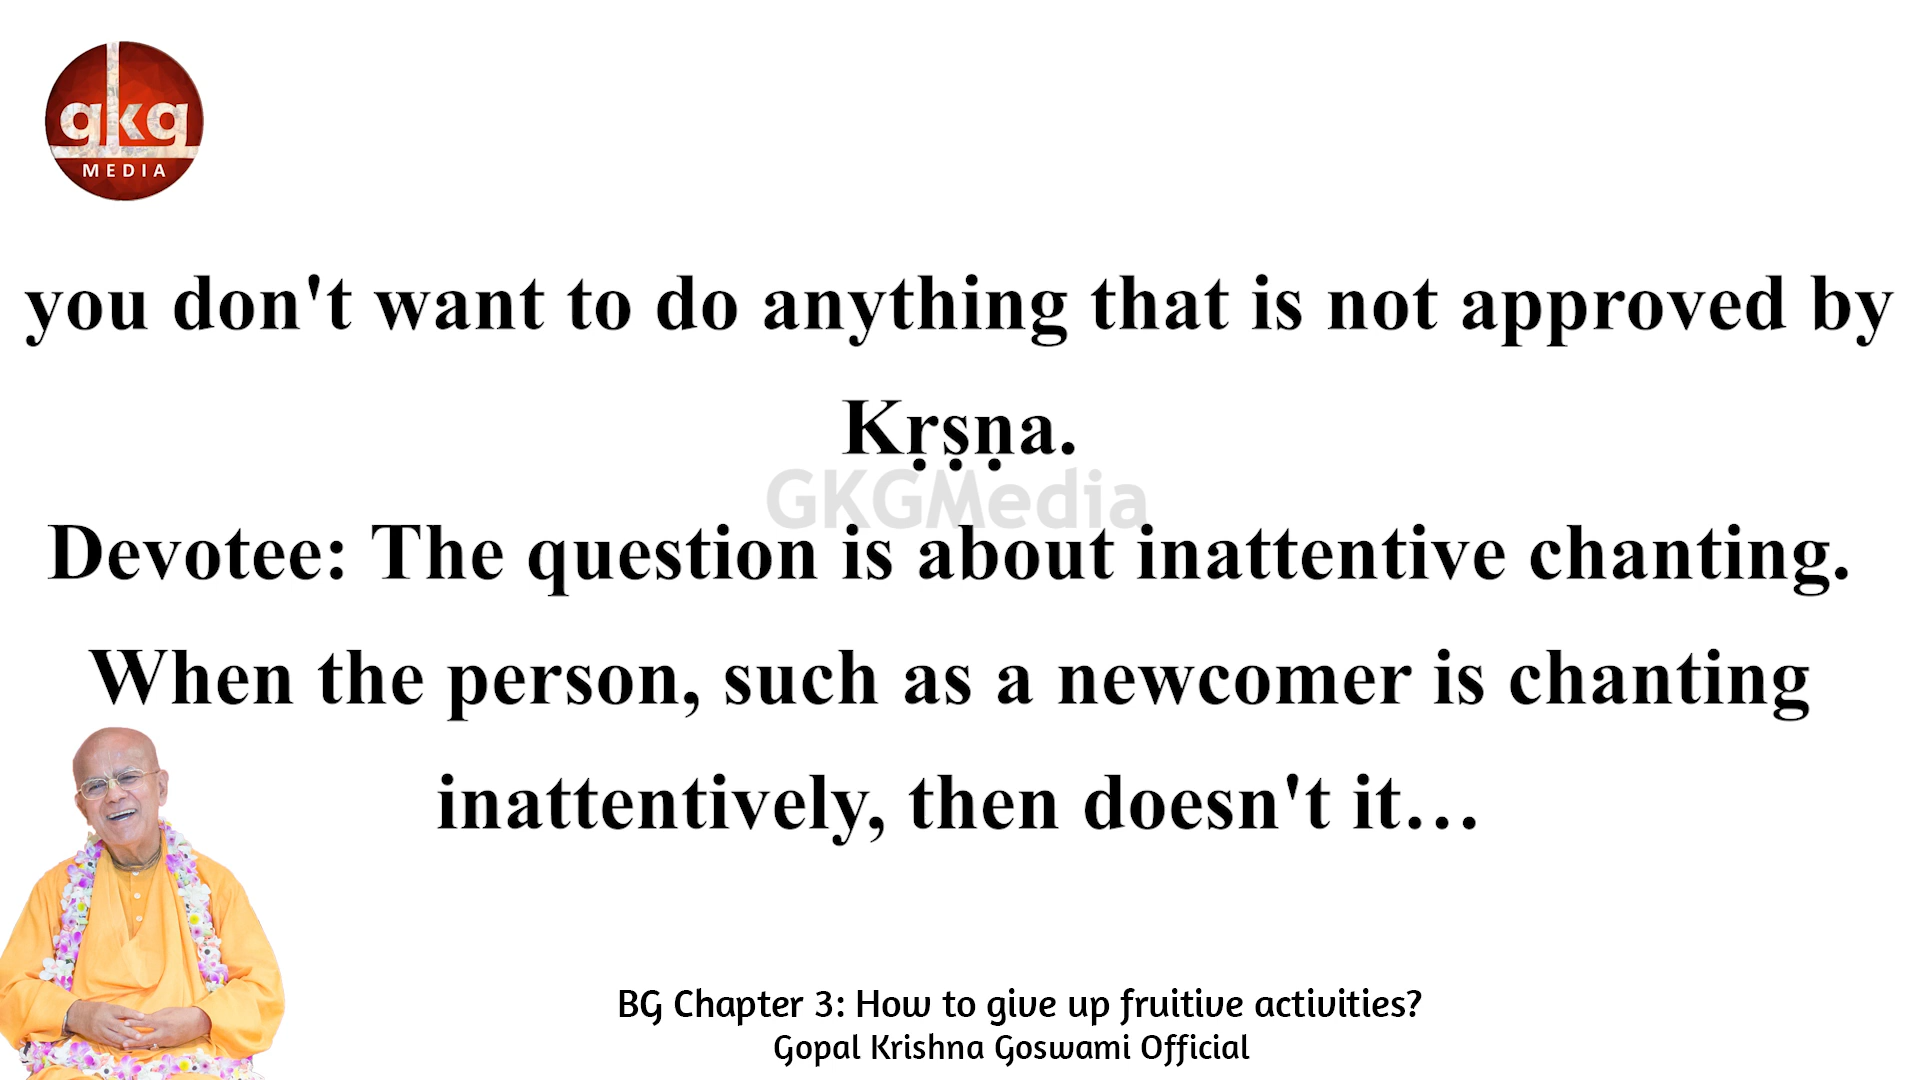 gkg
MEDIA
you don't want to do anything that is not approved by
Kṛṣṇa.
GKGMedia
Devotee: The question is about inattentive chanting.
When the person, such as a newcomer is chanting
inattentively, then doesn't it…
BG Chapter 3: How to give up fruitive activities?
Gopal Krishna Goswami Official